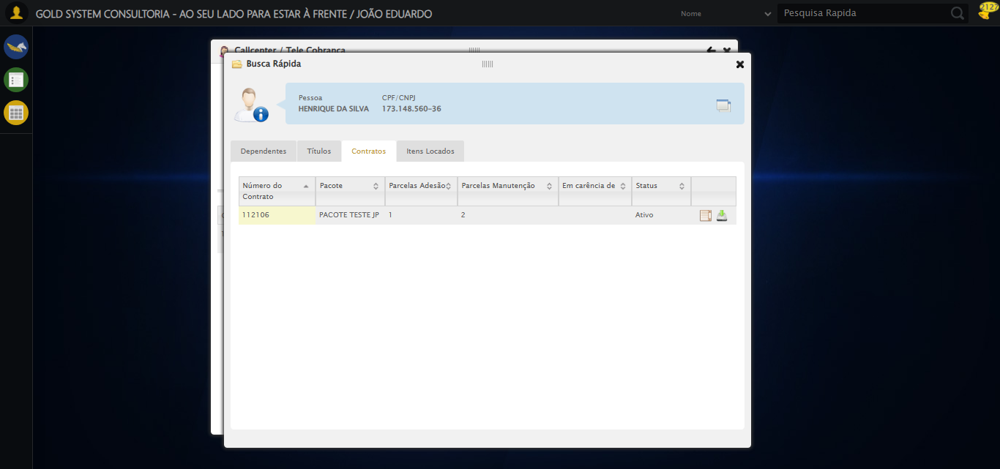 GOLD SYSTEM CONSULTORIA - AO SEU LADO PARA ESTAR À FRENTE / JOÃO EDUARDO
Nome
Pesquisa Rapida
2127
Callcenter / Tele Cobrança
Busca Rápida
Pessoa CPF/CNPJ
HENRIQUE DA SILVA 173.148.560-36
Dependentes Títulos Contratos Itens Locados
Número do Contrato Pacote Parcelas Adesão Parcelas Manutenção Em carência de Status
112106 PACOTE TESTE JP 1 2 Ativo